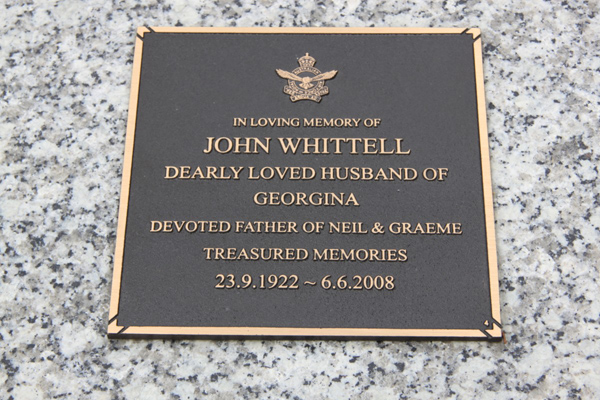 IN LOVING MEMORY OF
JOHN WHITTELL
DEARLY LOVED HUSBAND OF
GEORGINA
DEVOTED FATHER OF NEIL & GRAEME
TREASURED MEMORIES
23.9.1922 ~ 6.6.2008
4